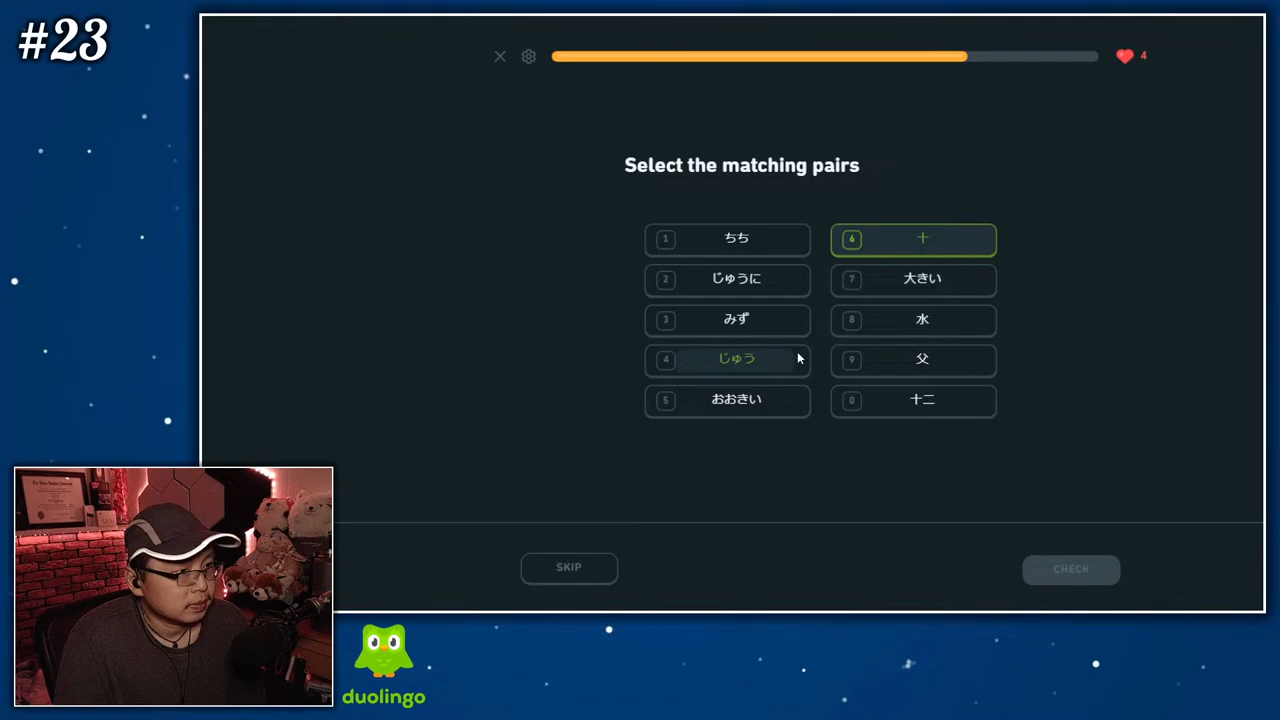 #23
4
Select the matching pairs
1 ちち
6 十
2 じゅうに
7 大きい
3 みず
8 水
4 じゅう
9 父
5 おおきい
0 十二
SKIP
CHECK
duolingo